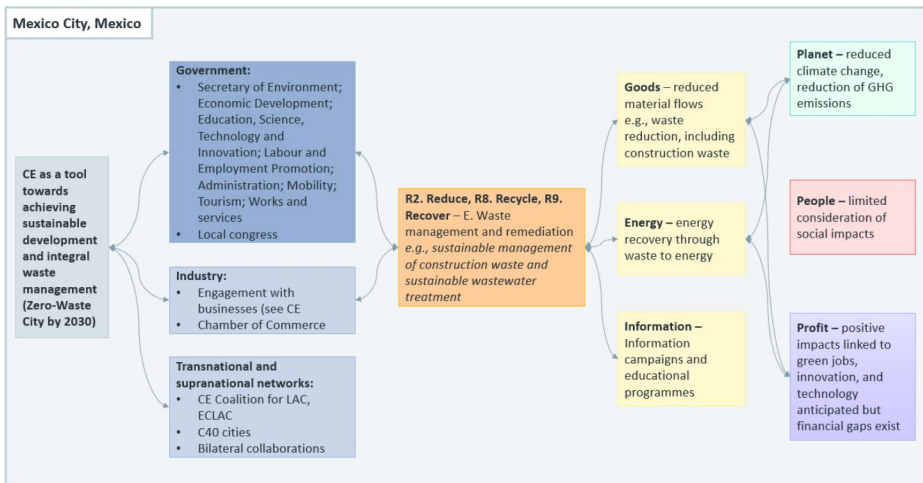 Mexico City, Mexico
CE as a tool
towards
achieving
sustainable
development
and integral
waste
management
(Zero-Waste
City by 2030)
Government:
• Secretary of Environment;
Economic Development;
Education, Science,
Technology and
Innovation; Labour and
Employment Promotion;
Administration; Mobility;
Tourism; Works and
services
• Local congress
Industry:
• Engagement with
businesses (see CE
• Chamber of Commerce
Transnational and
supranational networks:
• CE Coalition for LAC,
ECLAC
• C40 cities
• Bilateral collaborations
R2. Reduce, R8. Recycle, R9.
Recover – E. Waste
management and remediation
e.g., sustainable management
of construction waste and
sustainable wastewater
treatment
Goods – reduced
material flows
e.g., waste
reduction, including
construction waste
Energy – energy
recovery through
waste to energy
Information –
Information
campaigns and
educational
programmes
Planet – reduced
climate change,
reduction of GHG
emissions
People – limited
consideration of
social impacts
Profit – positive
impacts linked to
green jobs,
innovation, and
technology
anticipated but
financial gaps exist